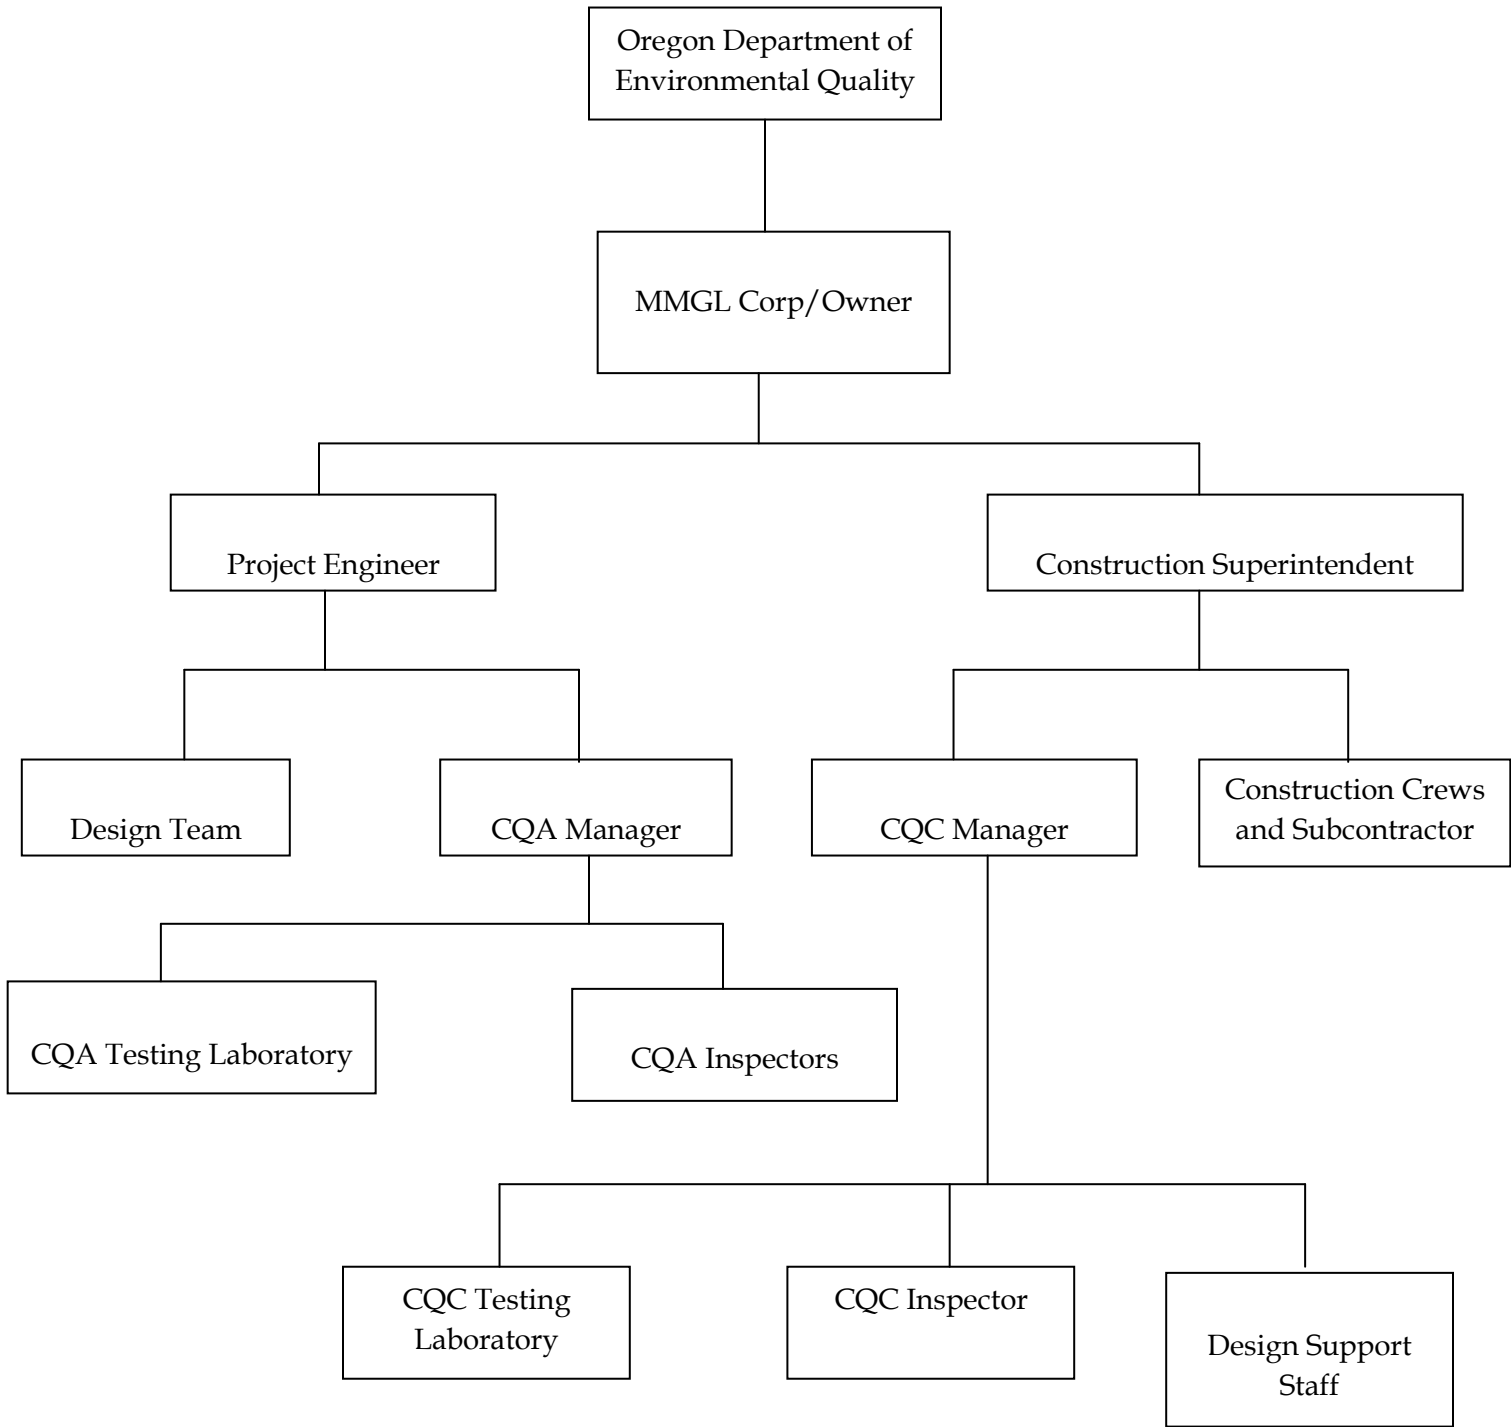 Oregon Department of
Environmental Quality
MMGL Corp/Owner
Project Engineer
Construction Superintendent
Design Team
CQA Manager
CQC Manager
Construction Crews
and Subcontractor
CQA Testing Laboratory
CQA Inspectors
CQC Testing
Laboratory
CQC Inspector
Design Support
Staff